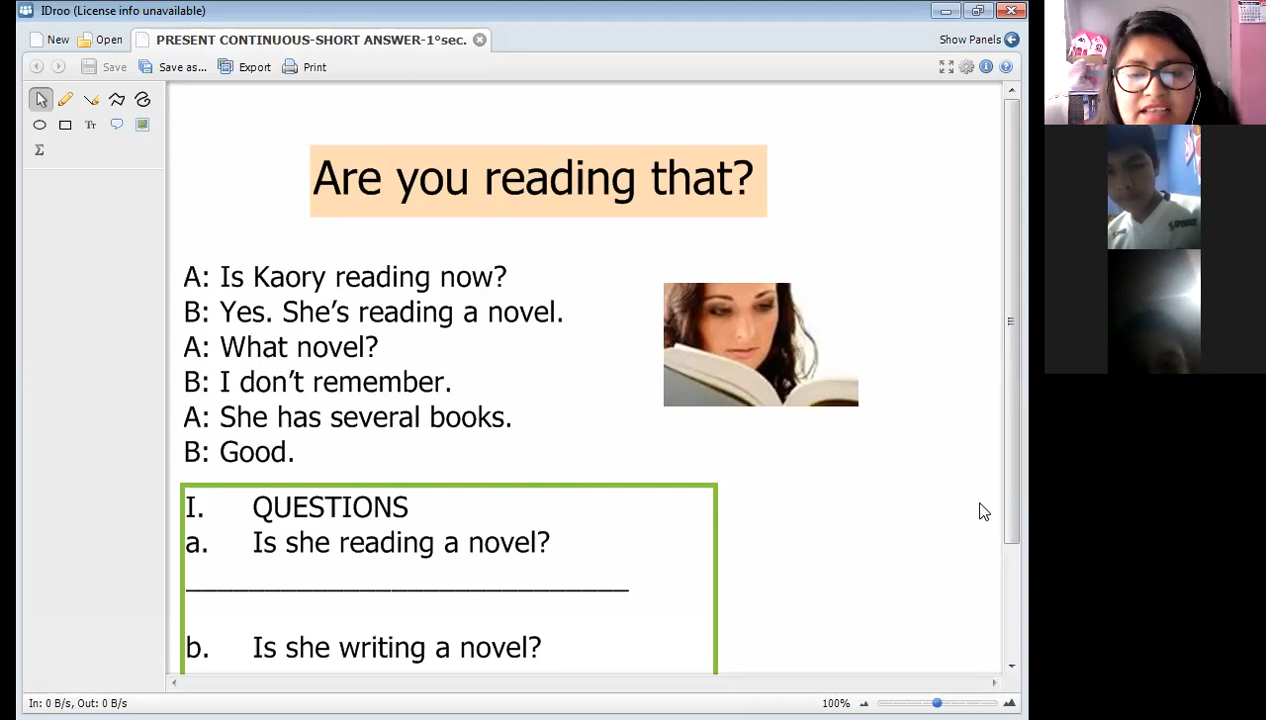 IDroo (License info unavailable)
New Open PRESENT CONTINUOUS-SHORT ANSWER-1°sec. Show Panels
Save Save as... Export Print
Tr
Σ
Are you reading that?
A: Is Kaory reading now?
B: Yes. She’s reading a novel.
A: What novel?
B: I don’t remember.
A: She has several books.
B: Good.
I. QUESTIONS
a. Is she reading a novel?
b. Is she writing a novel?
In: 0 B/s, Out: 0 B/s 100%